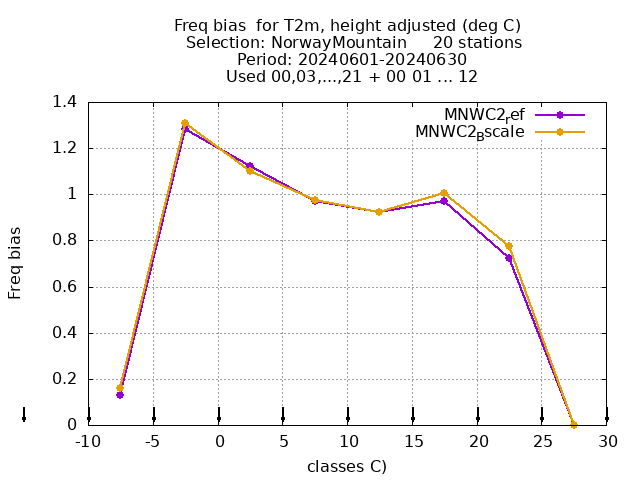 Freq bias  for T2m, height adjusted (deg C)
Selection: NorwayMountain     20 stations
Period: 20240601-20240630
Used 00,03,...,21 + 00 01 ... 12
MNWC2ref
MNWC2Bscale
1.4
1.2
1
0.8
0.6
0.4
0.2
0
Freq bias
-10 -5 0 5 10 15 20 25 30
classes C)